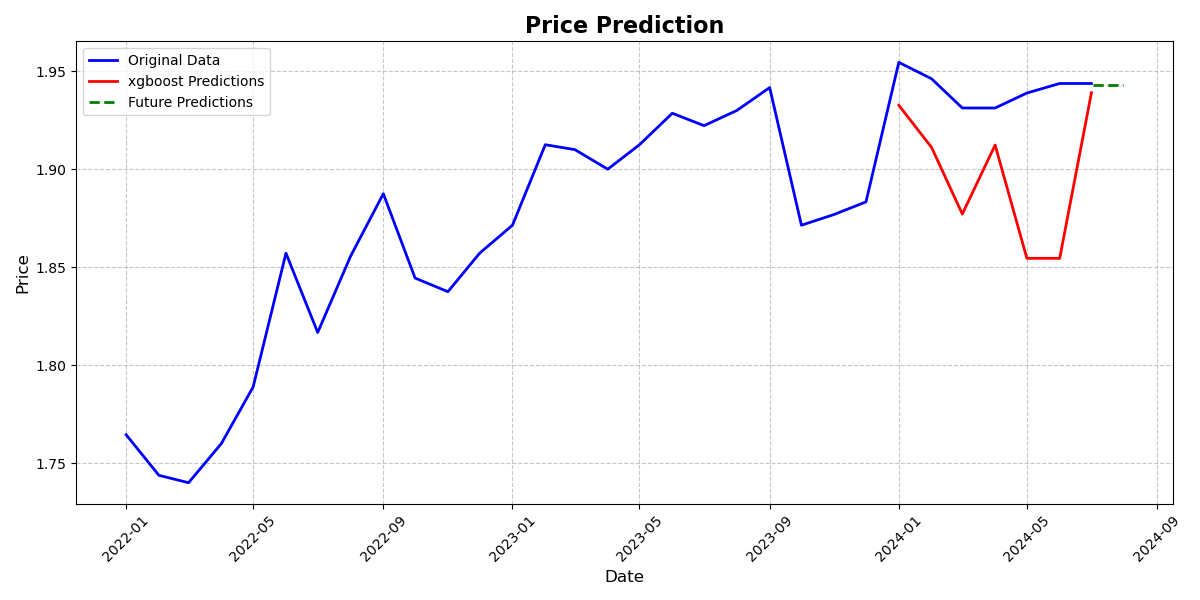 Price Prediction
Original Data
xgboost Predictions
Future Predictions
1.95
1.90
1.85
1.80
1.75
Price
2022-01
2022-05
2022-09
2023-01
2023-05
2023-09
2024-01
2024-05
2024-09
Date